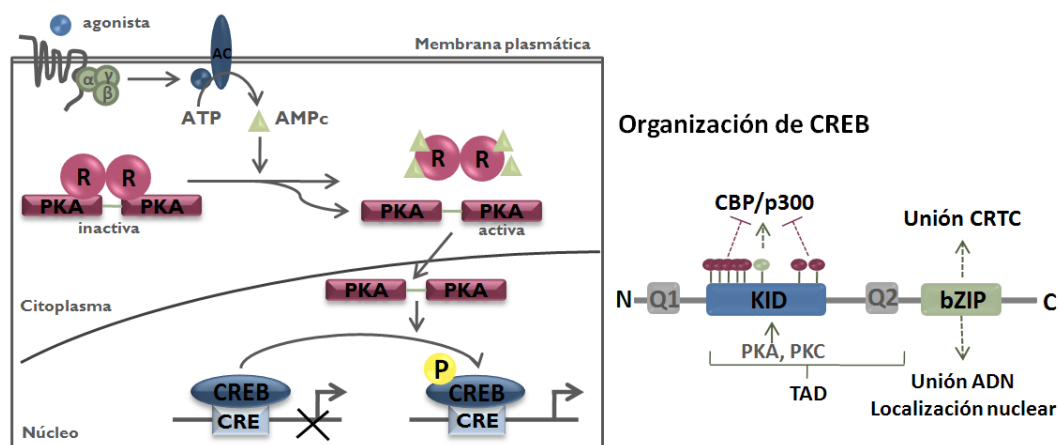 agonista
AC
Membrana plasmática
α γ
β
ATP AMPc
R R
PKA PKA
inactiva
R R
PKA PKA
activa
Citoplasma
PKA PKA
P
CREB CREB
CRE CRE
Núcleo
Organización de CREB
CBP/p300
Unión CRTC
N Q1 KID Q2 bZIP C
PKA, PKC
TAD
Unión ADN
Localización nuclear